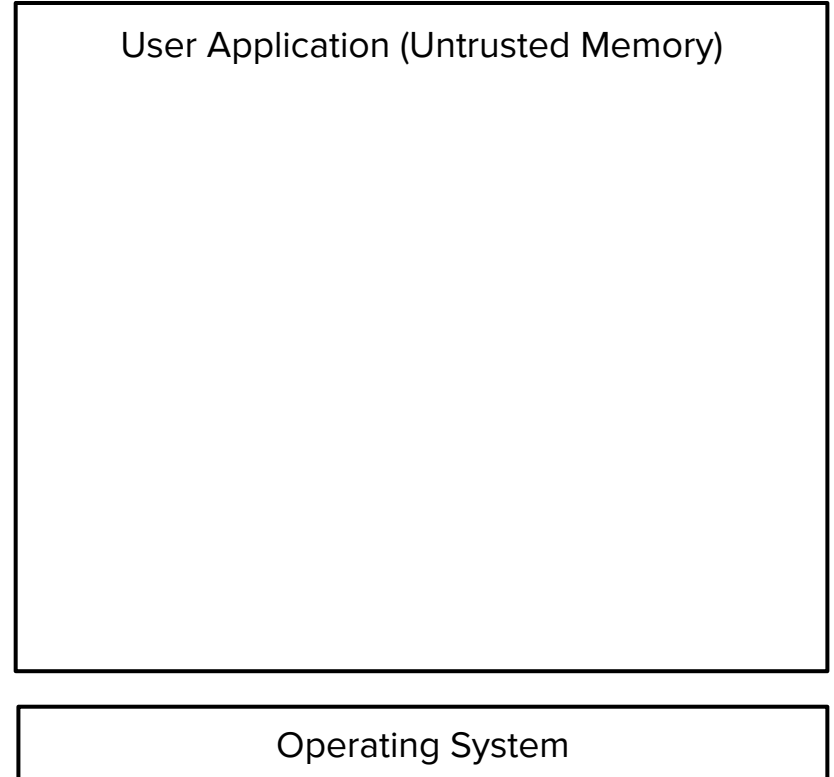 User Application (Untrusted Memory)
Operating System